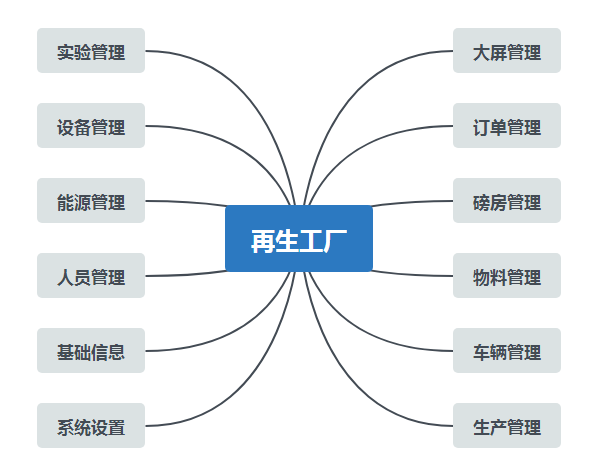 实验管理
设备管理
能源管理
人员管理
基础信息
系统设置
再生工厂
大屏管理
订单管理
磅房管理
物料管理
车辆管理
生产管理